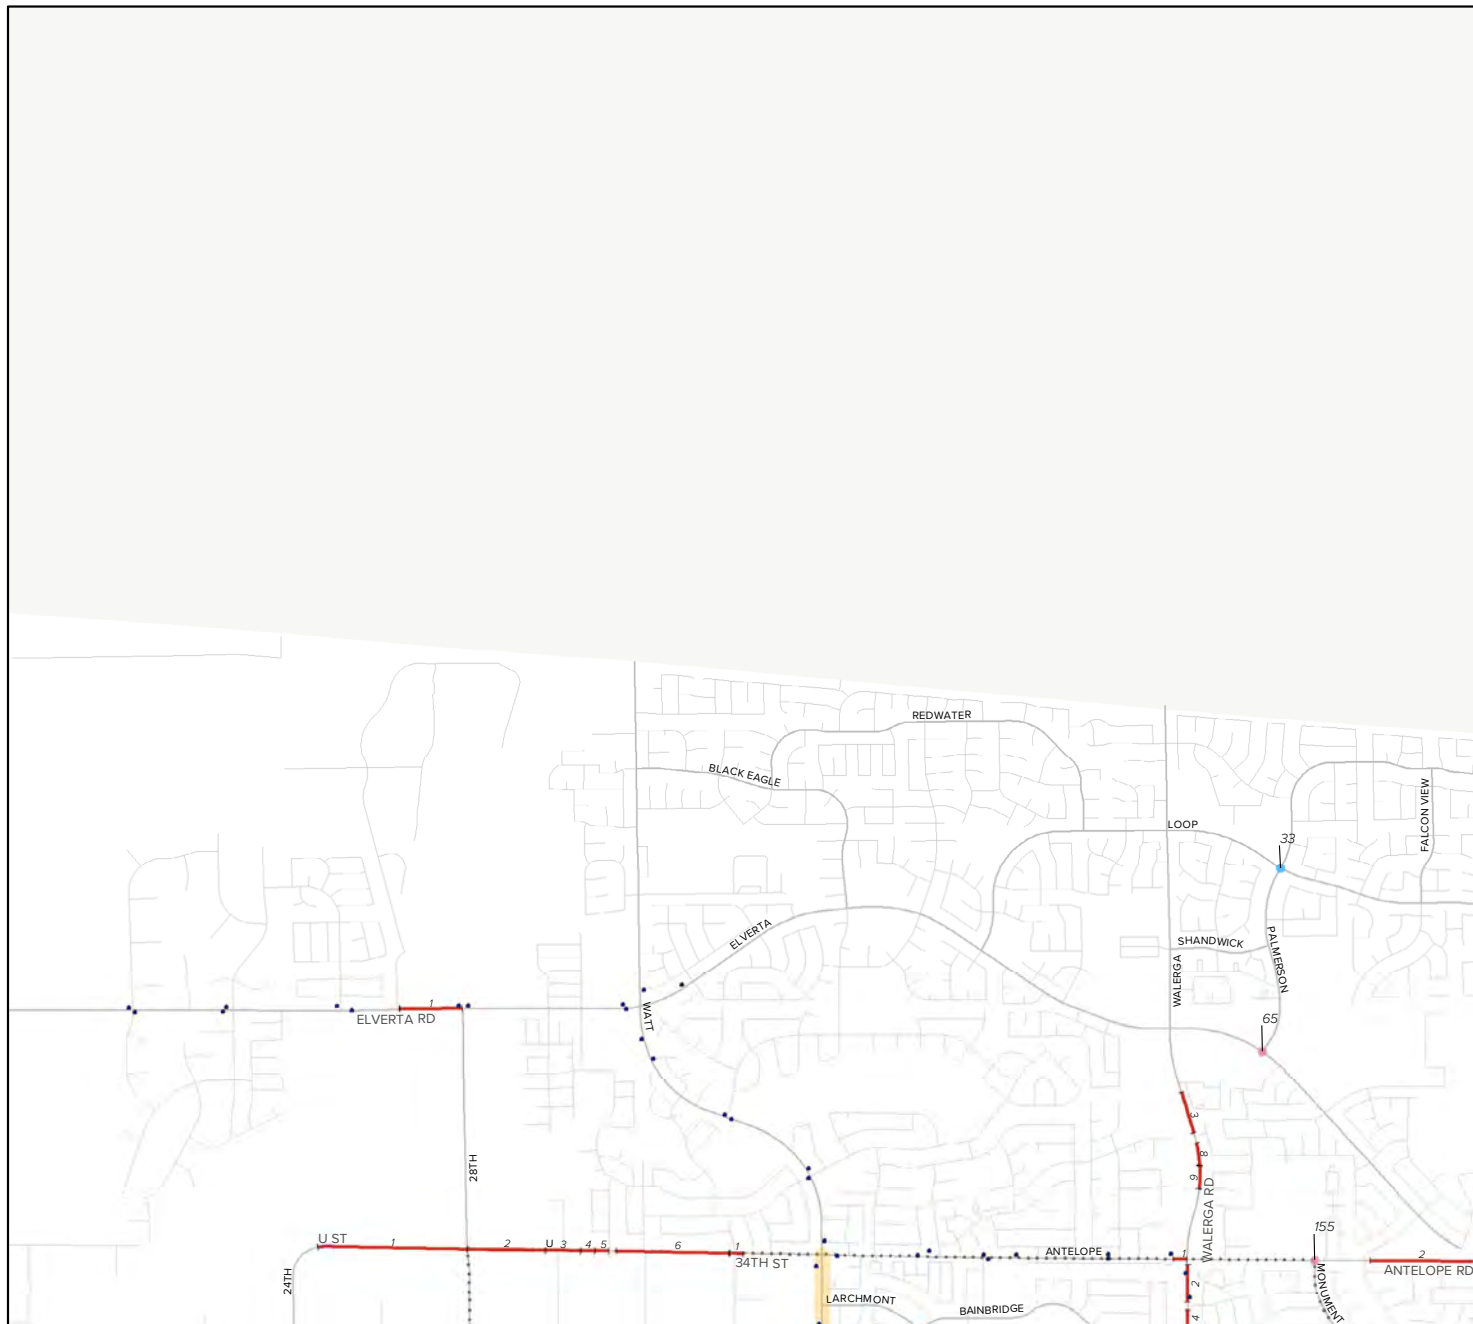 REDWATER
BLACK EAGLE
FALCON VIEW
LOOP
33
ELVERTA
SHANDWICK
PALMERSON
WALERGA
1
ELVERTA RD
WATT
65
3
8
9
28TH
WALERGA RD
155
U ST
1
2
U
3
4
5
6
1
34TH ST
ANTELOPE
1
2
ANTELOPE RD
24TH
MONUMENT
2
LARCHMONT
BAINBRIDGE
4